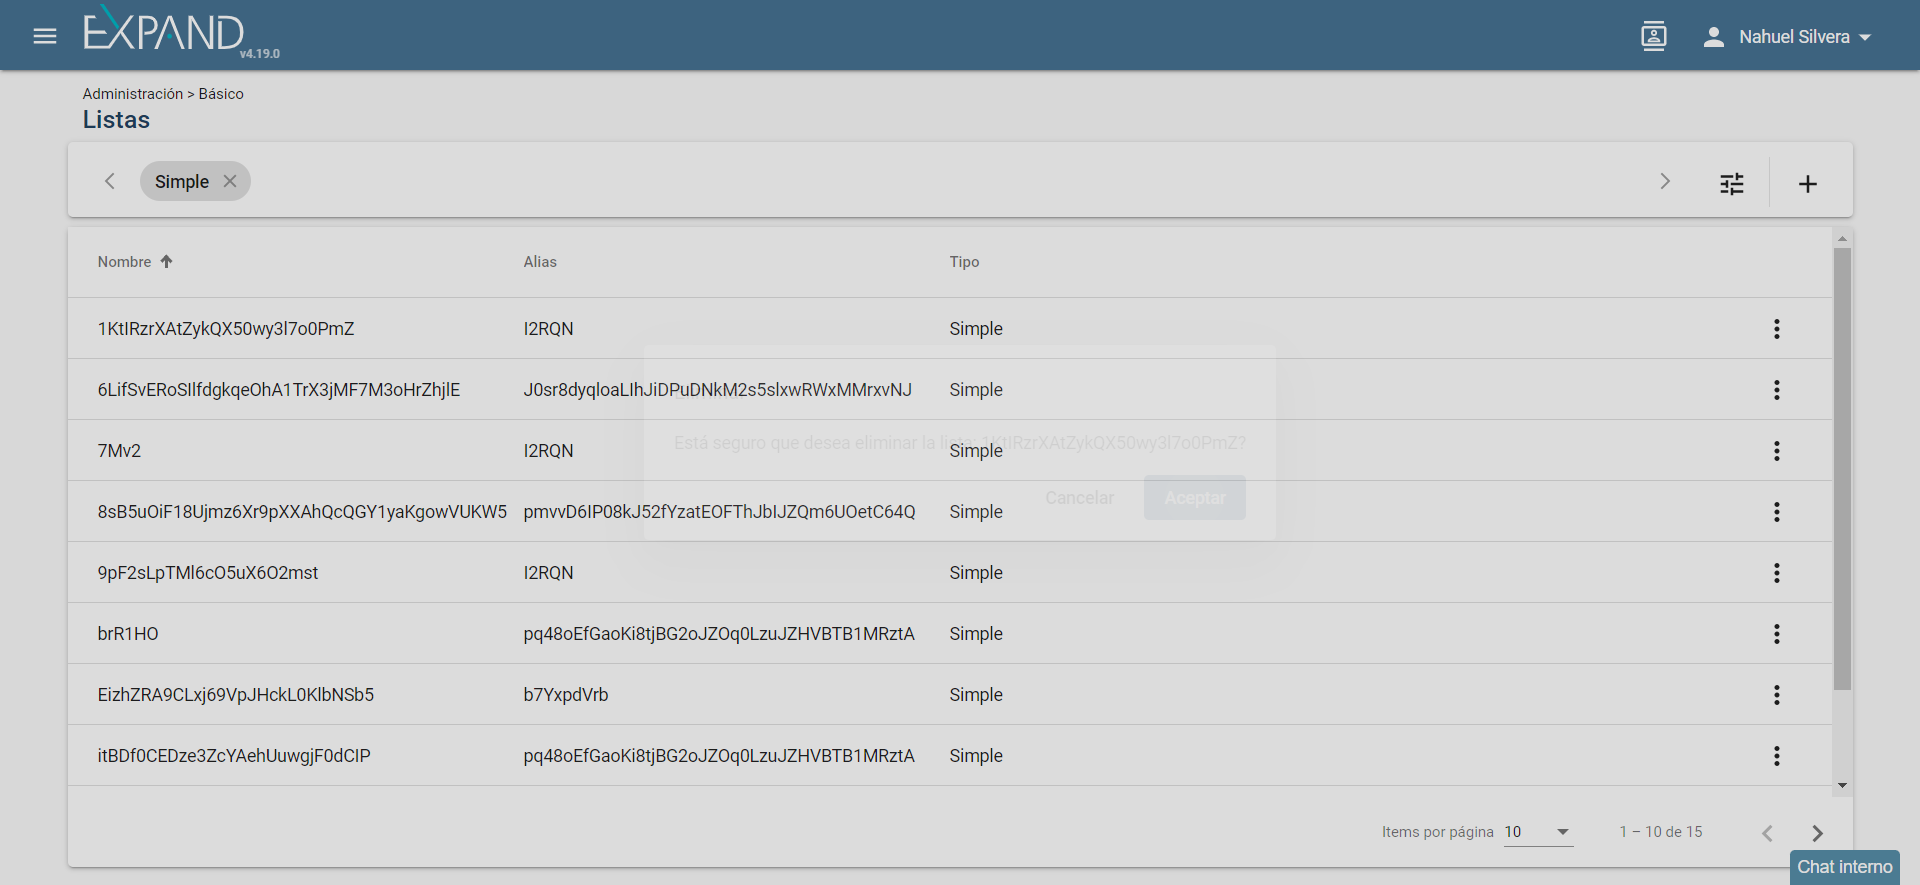 EXPAND
v4.19.0
Nahuel Silvera
Administración > Básico
Listas
Simple
Nombre Alias Tipo
1KtIRzrXAtZykQX50wy3l7o0PmZ I2RQN Simple
6LifSvERoSIlfdgkqeOhA1TrX3jMF7M3oHrZhjlE J0sr8dyqloaLIhJiDPuDNkM2s5slxwRWxMMrxvNJ Simple
Está seguro que desea eliminar la lista: 1KtIRzrXAtZykQX50wy3l7o0PmZ?
7Mv2 I2RQN Simple
Cancelar Aceptar
8sB5uOiF18Ujmz6Xr9pXXAhQcQGY1yaKgowVUKW5 pmvvD6IP08kJ52fYzatEOFThJbIJZQm6UOetC64Q Simple
9pF2sLpTMl6cO5uX6O2mst I2RQN Simple
brR1HO pq48oEfGaoKi8tjBG2oJZOq0LzuJZHVBTB1MRztA Simple
EizhZRA9CLxj69VpJHckL0KlbNSb5 b7YxpdVrb Simple
itBDf0CEDze3ZcYAehUuwgjF0dCIP pq48oEfGaoKi8tjBG2oJZOq0LzuJZHVBTB1MRztA Simple
Items por página 10 1 – 10 de 15
Chat interno